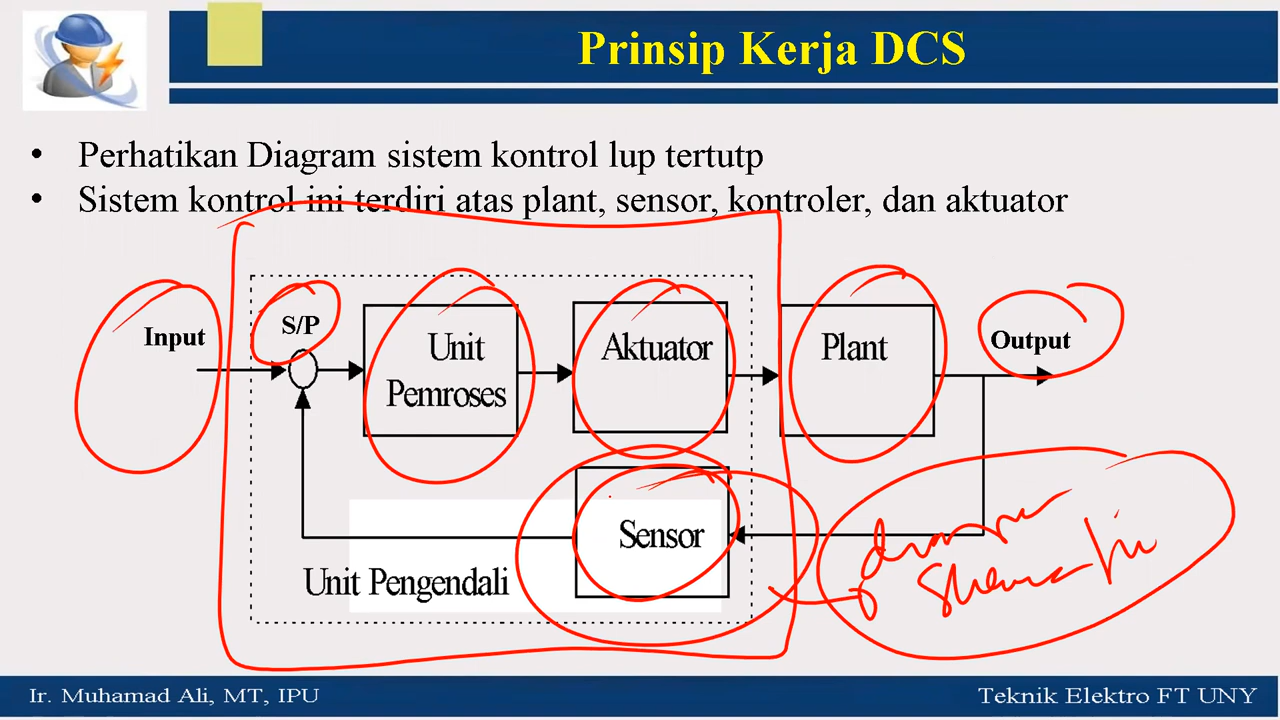 Prinsip Kerja DCS
• Perhatikan Diagram sistem kontrol lup tertutp
• Sistem kontrol ini terdiri atas plant, sensor, kontroler, dan aktuator
Input
S/P
Unit
Pemroses
Aktuator
Plant
Output
Sensor
Unit Pengendali
Ir. Muhamad Ali, MT, IPU
Teknik Elektro FT UNY